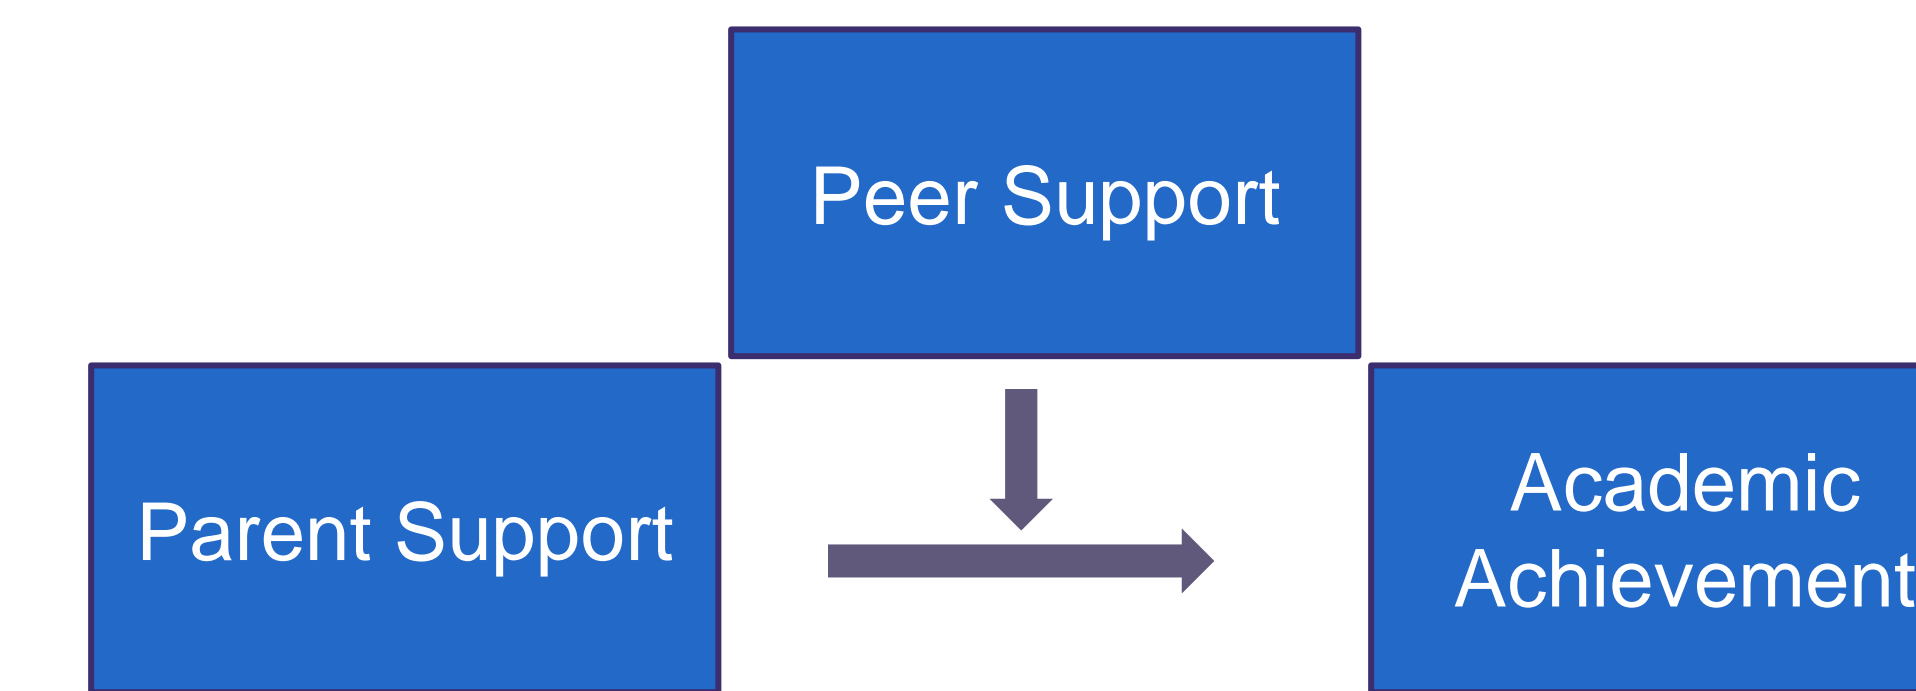 Peer Support
Parent Support
Academic
Achievement